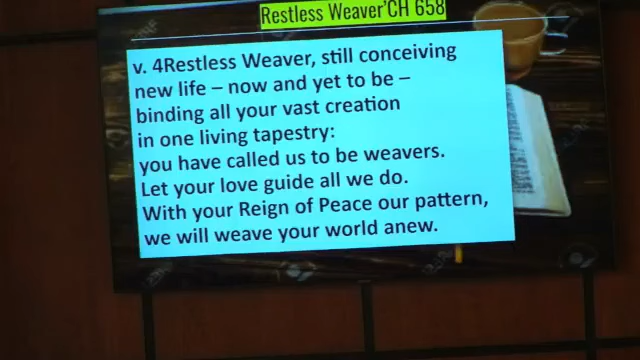 Restless Weaver'CH 658
v. 4Restless Weaver, still conceiving
new life – now and yet to be –
binding all your vast creation
in one living tapestry:
you have called us to be weavers.
Let your love guide all we do.
With your Reign of Peace our pattern,
we will weave your world anew.